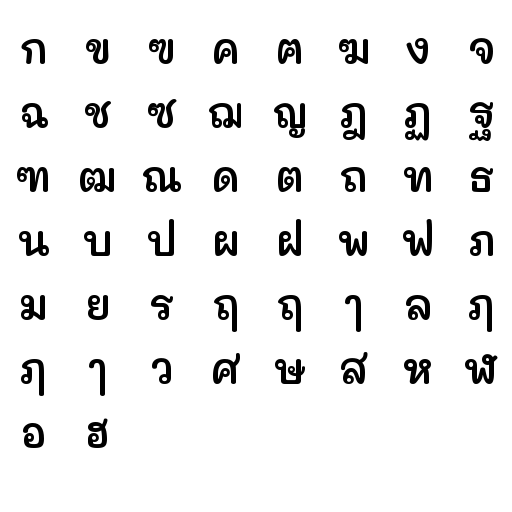 ก ข ฃ ค ฅ ฆ ง จ
ฉ ช ซ ฌ ญ ฎ ฏ ฐ
ฑ ฒ ณ ด ต ถ ท ธ
น บ ป ผ ฝ พ ฟ ภ
ม ย ร ฤ ฤ ๅ ล ฦ
ฦ ๅ ว ศ ษ ส ห ฬ
อ ฮ